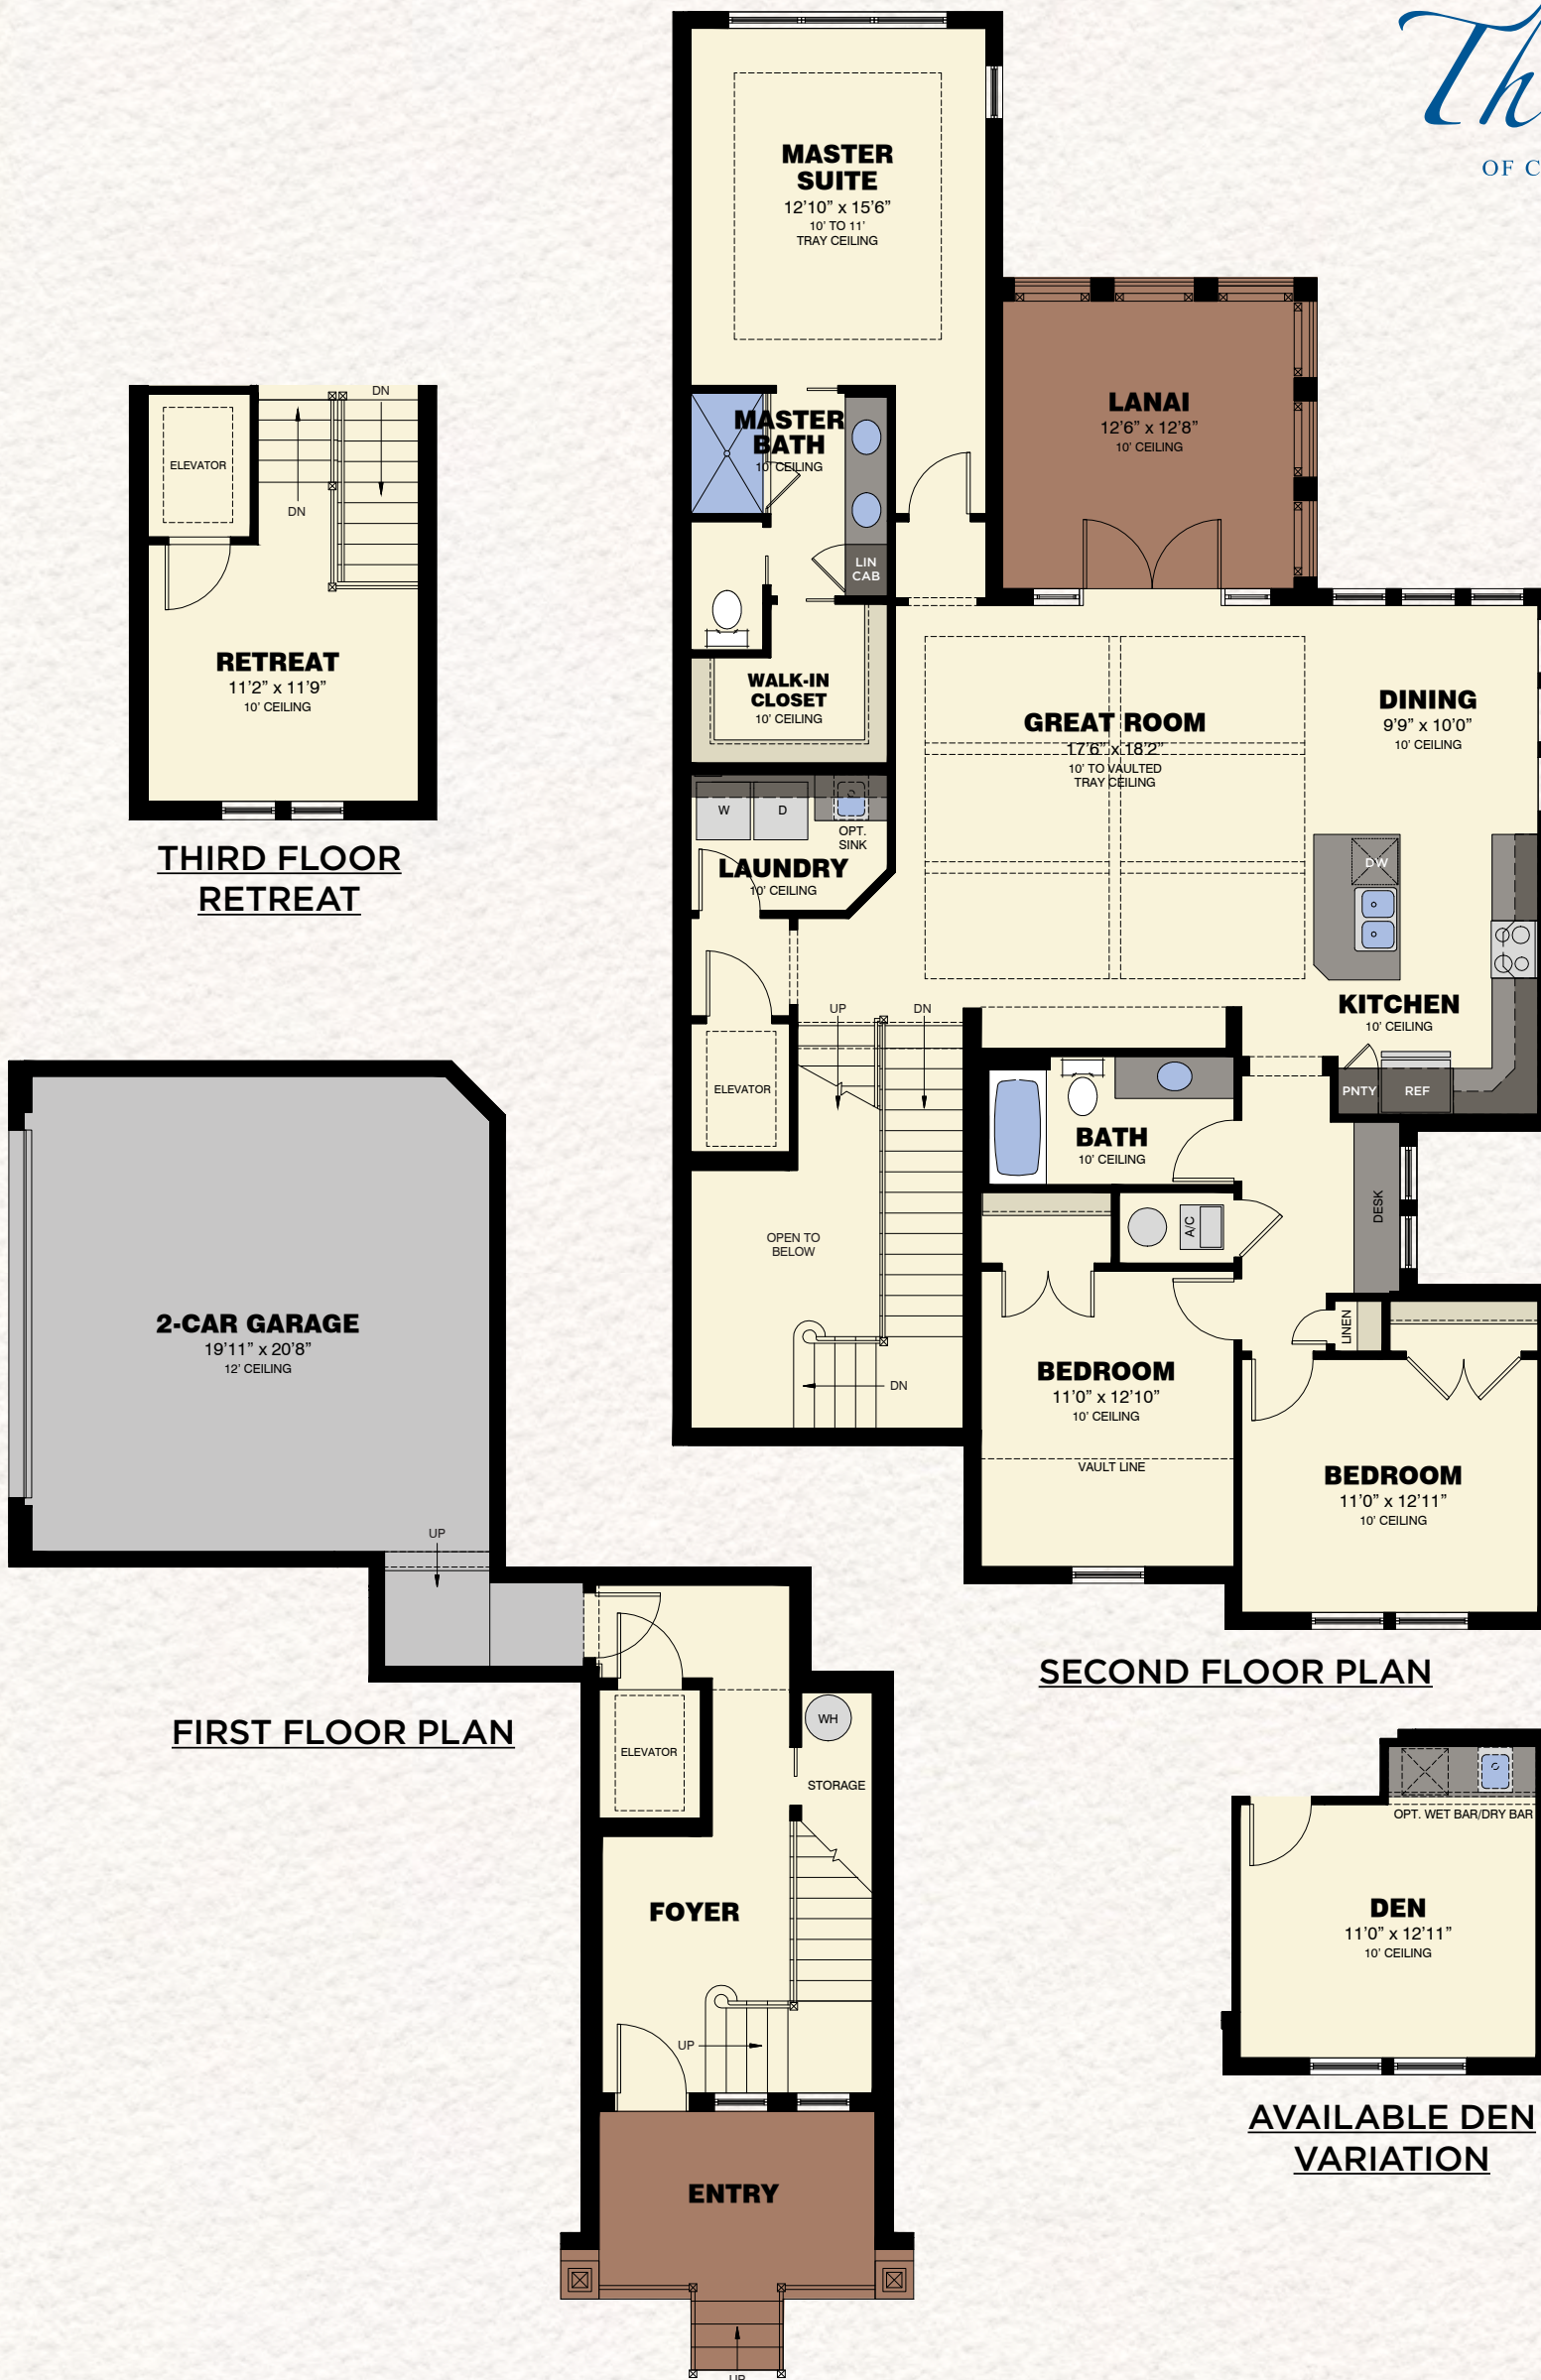 Th
OF C
MASTER
SUITE
12'10” x 15'6”
10' TO 11'
TRAY CEILING
LANAI
12'6” x 12'8”
10' CEILING
MASTER
BATH
10' CEILING
LIN
CAB
WALK-IN
CLOSET
10' CEILING
GREAT ROOM
17'6” x 18'2”
10' TO VAULTED
TRAY CEILING
DINING
9'9” x 10'0”
10' CEILING
W
D
OPT.
SINK
LAUNDRY
10' CEILING
DW
KITCHEN
10' CEILING
PNTY
REF
UP
DN
ELEVATOR
BATH
10' CEILING
A/C
DESK
LINEN
OPEN TO
BELOW
DN
BEDROOM
11'0” x 12'10”
10' CEILING
VAULT LINE
BEDROOM
11'0” x 12'11”
10' CEILING
SECOND FLOOR PLAN
DN
ELEVATOR
DN
RETREAT
11'2” x 11'9”
10' CEILING
THIRD FLOOR
RETREAT
2-CAR GARAGE
19'11” x 20'8”
12' CEILING
UP
FIRST FLOOR PLAN
ELEVATOR
WH
STORAGE
FOYER
UP
ENTRY
UP
OPT. WET BAR/DRY BAR
DEN
11'0” x 12'11”
10' CEILING
AVAILABLE DEN
VARIATION